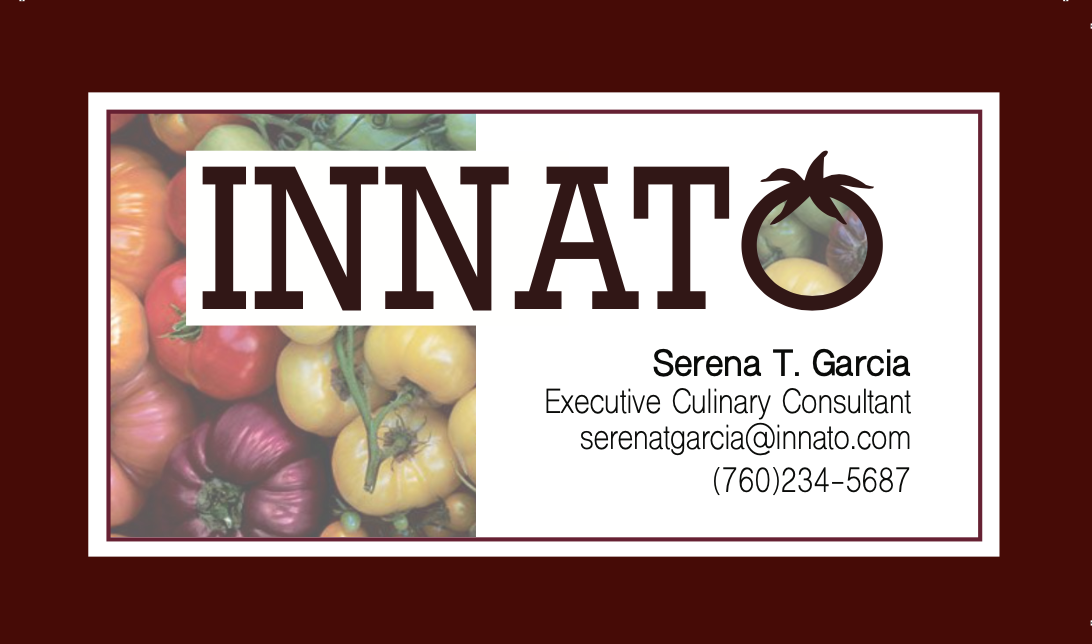 INNATO
Serena T. Garcia
Executive Culinary Consultant
serenatgarcia@innato.com
(760)234-5687